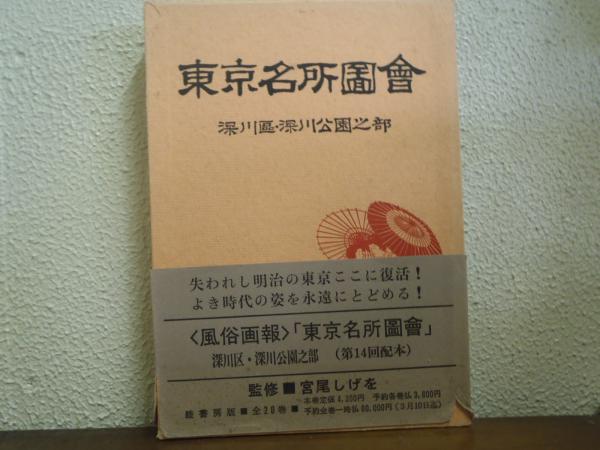 東京名所圖會
深川區・深川公園之部
失われし明治の東京ここに復活!
よき時代の姿を永遠にとどめる!
〈風俗画報〉「東京名所圖會」
深川区・深川公園之部 (第14回配本)
監修■宮尾しげを
本巻定価4,200円 予約各巻払3,800円
睦書房版■全20巻■予約全巻一時払60,000円(3月10日迄)